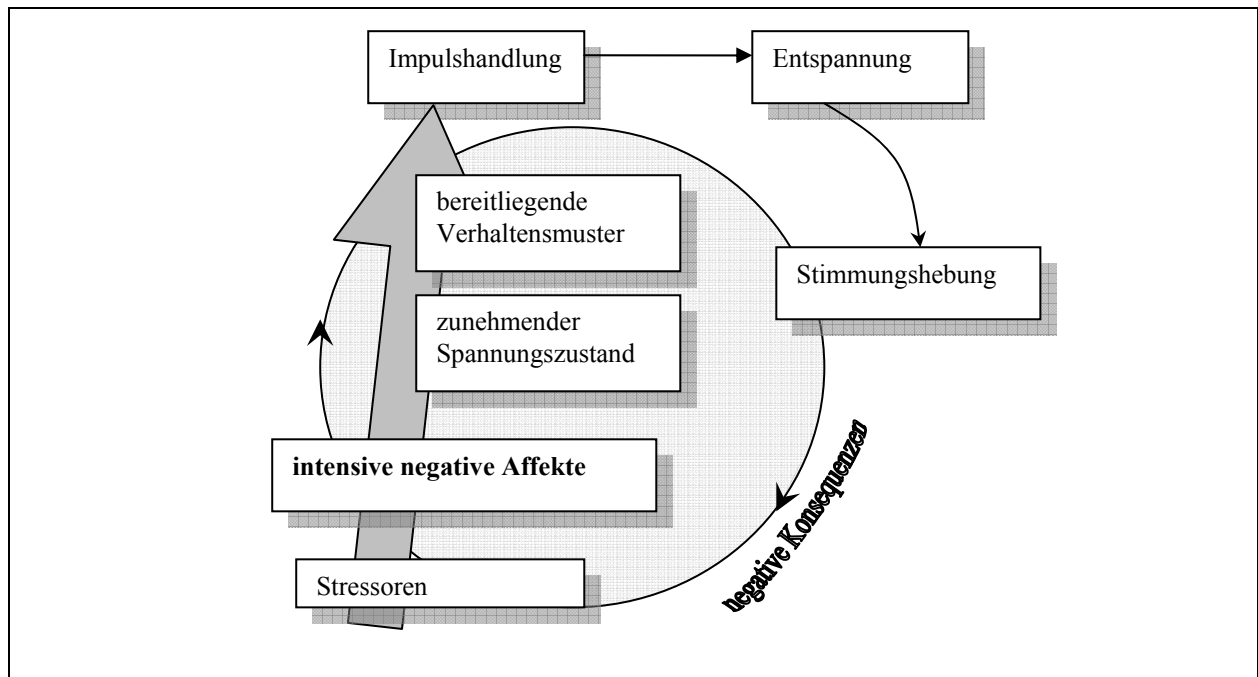 Impulshandlung
Entspannung
bereitliegende
Verhaltensmuster
Stimmungshebung
zunehmender
Spannungszustand
intensive negative Affekte
negative Konsequenzen
Stressoren